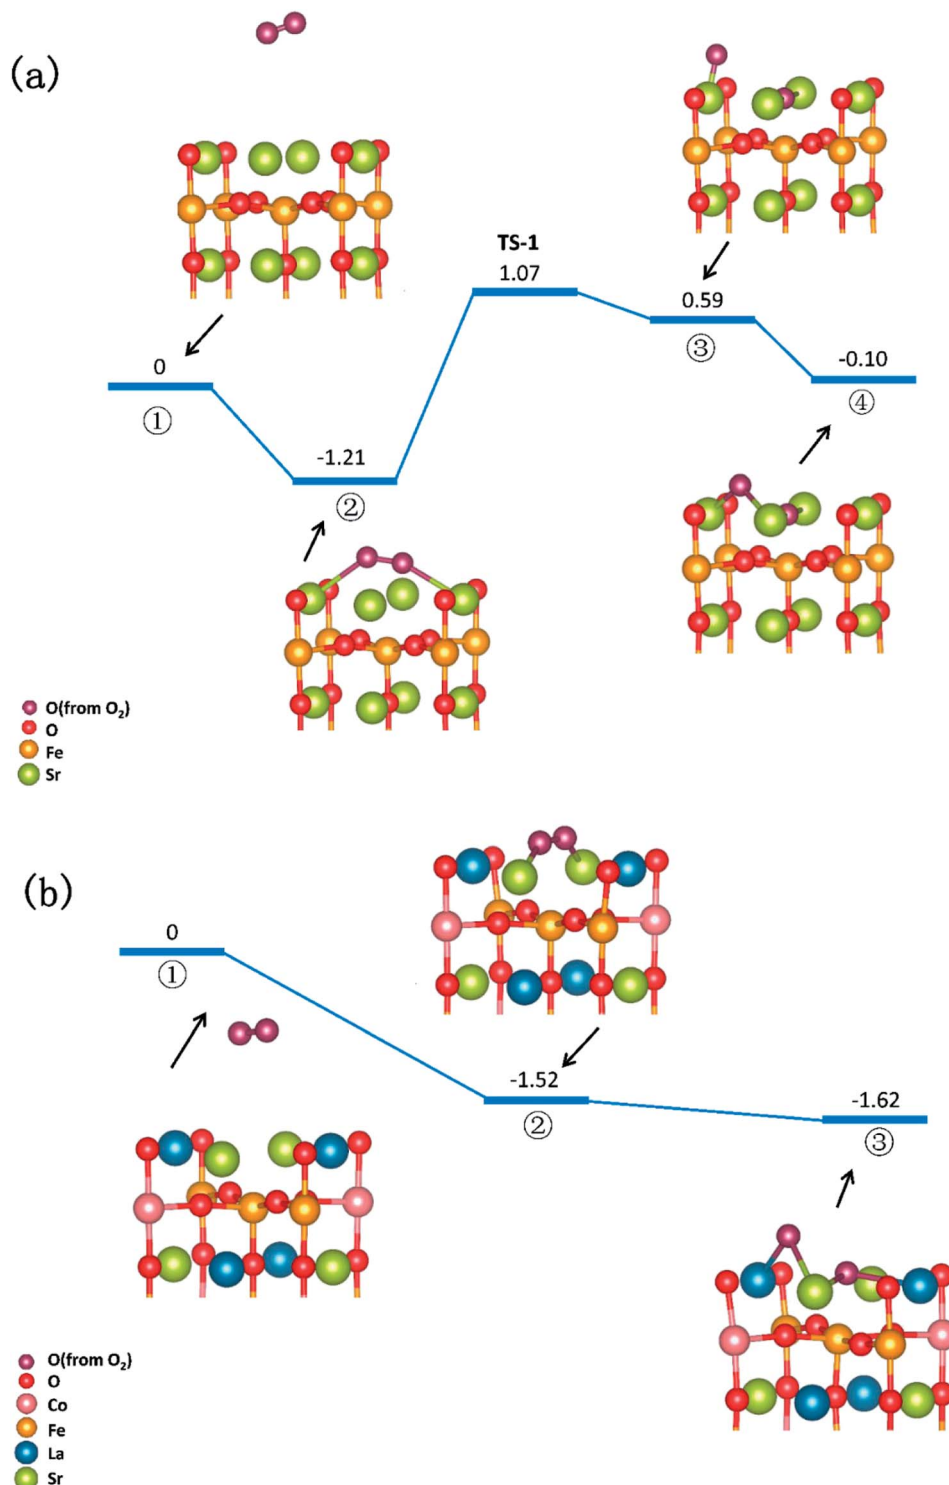 (a)
TS-1
1.07
0.59
③
0
①
-0.10
④
-1.21
②
O(from O₂)
O
Fe
Sr
(b)
0
①
-1.52
②
-1.62
③
O(from O₂)
O
Co
Fe
La
Sr